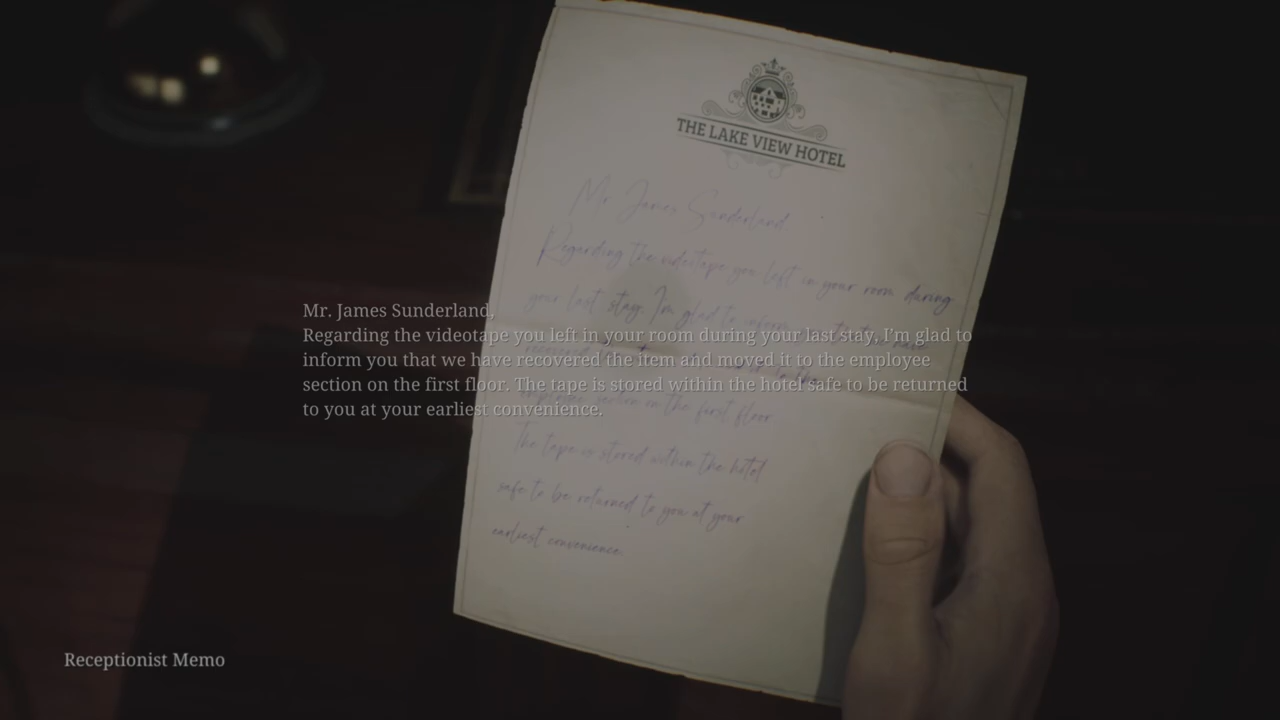 THE LAKE VIEW HOTEL
Mr James Sunderland
Regarding the videotape you left in your room during
your last stay. I'm glad to inform
employee section on the first floor
The tape is stored within the hotel
safe to be returned to you at your
earliest convenience.
Mr. James Sunderland,
Regarding the videotape you left in your room during your last stay, I'm glad to
inform you that we have recovered the item and moved it to the employee
section on the first floor. The tape is stored within the hotel safe to be returned
to you at your earliest convenience.
Receptionist Memo